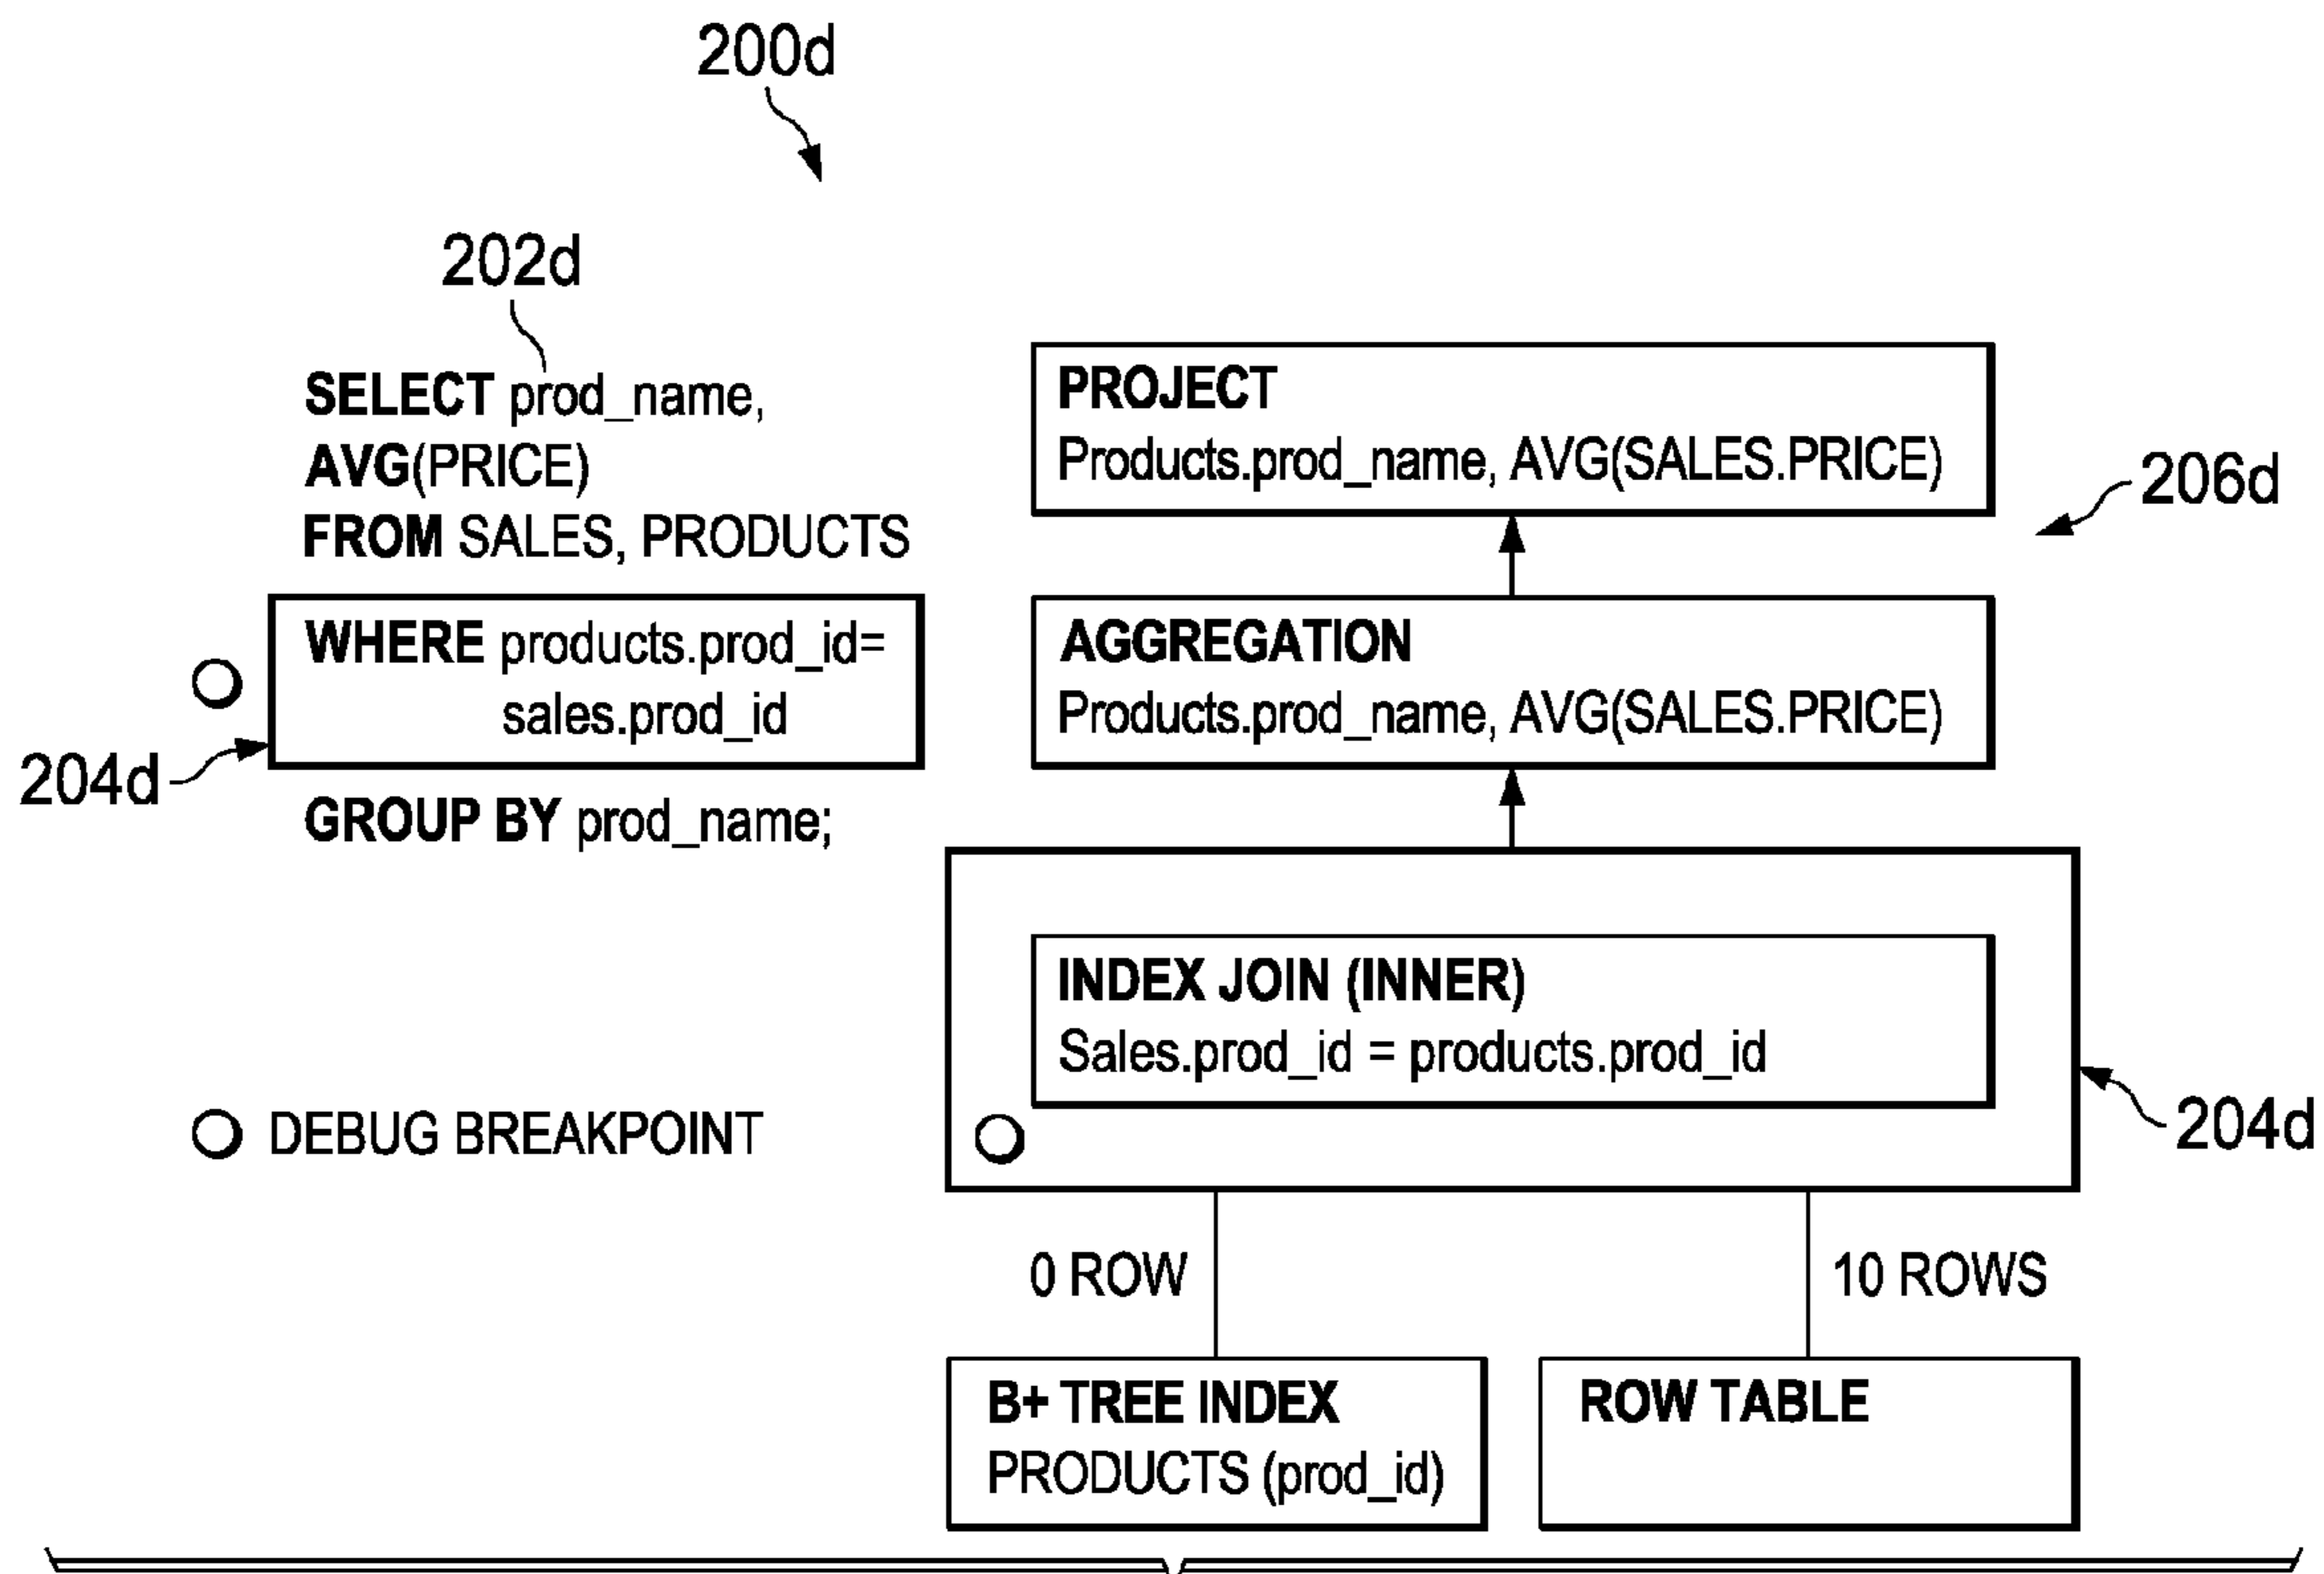 200d
202d
SELECT prod_name,
AVG(PRICE)
FROM SALES, PRODUCTS
WHERE products.prod_id=
sales.prod_id
204d
GROUP BY prod_name;
DEBUG BREAKPOINT
PROJECT
Products.prod_name, AVG(SALES.PRICE)
206d
AGGREGATION
Products.prod_name, AVG(SALES.PRICE)
INDEX JOIN (INNER)
Sales.prod_id = products.prod_id
204d
0 ROW
10 ROWS
B+ TREE INDEX
PRODUCTS (prod_id)
ROW TABLE